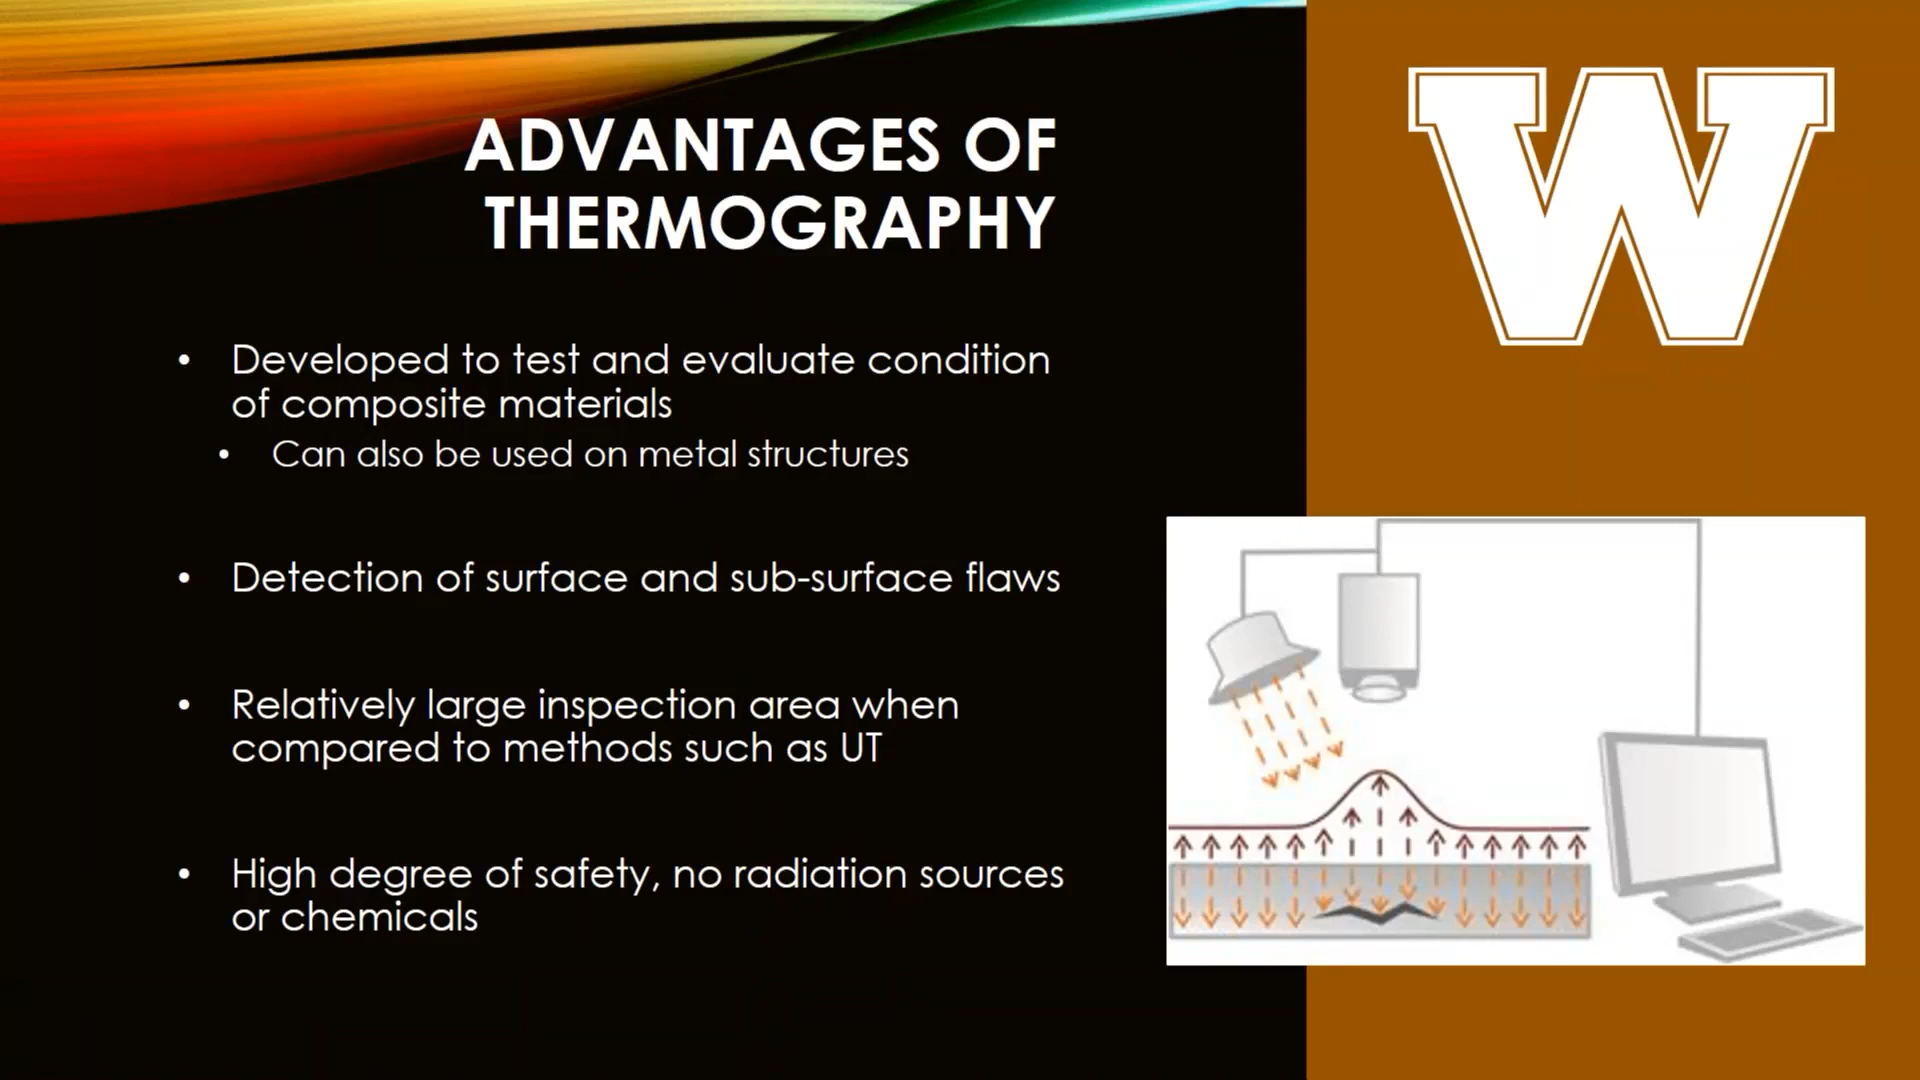 ADVANTAGES OF
THERMOGRAPHY
W
• Developed to test and evaluate condition
of composite materials
• Can also be used on metal structures
• Detection of surface and sub-surface flaws
• Relatively large inspection area when
compared to methods such as UT
• High degree of safety, no radiation sources
or chemicals